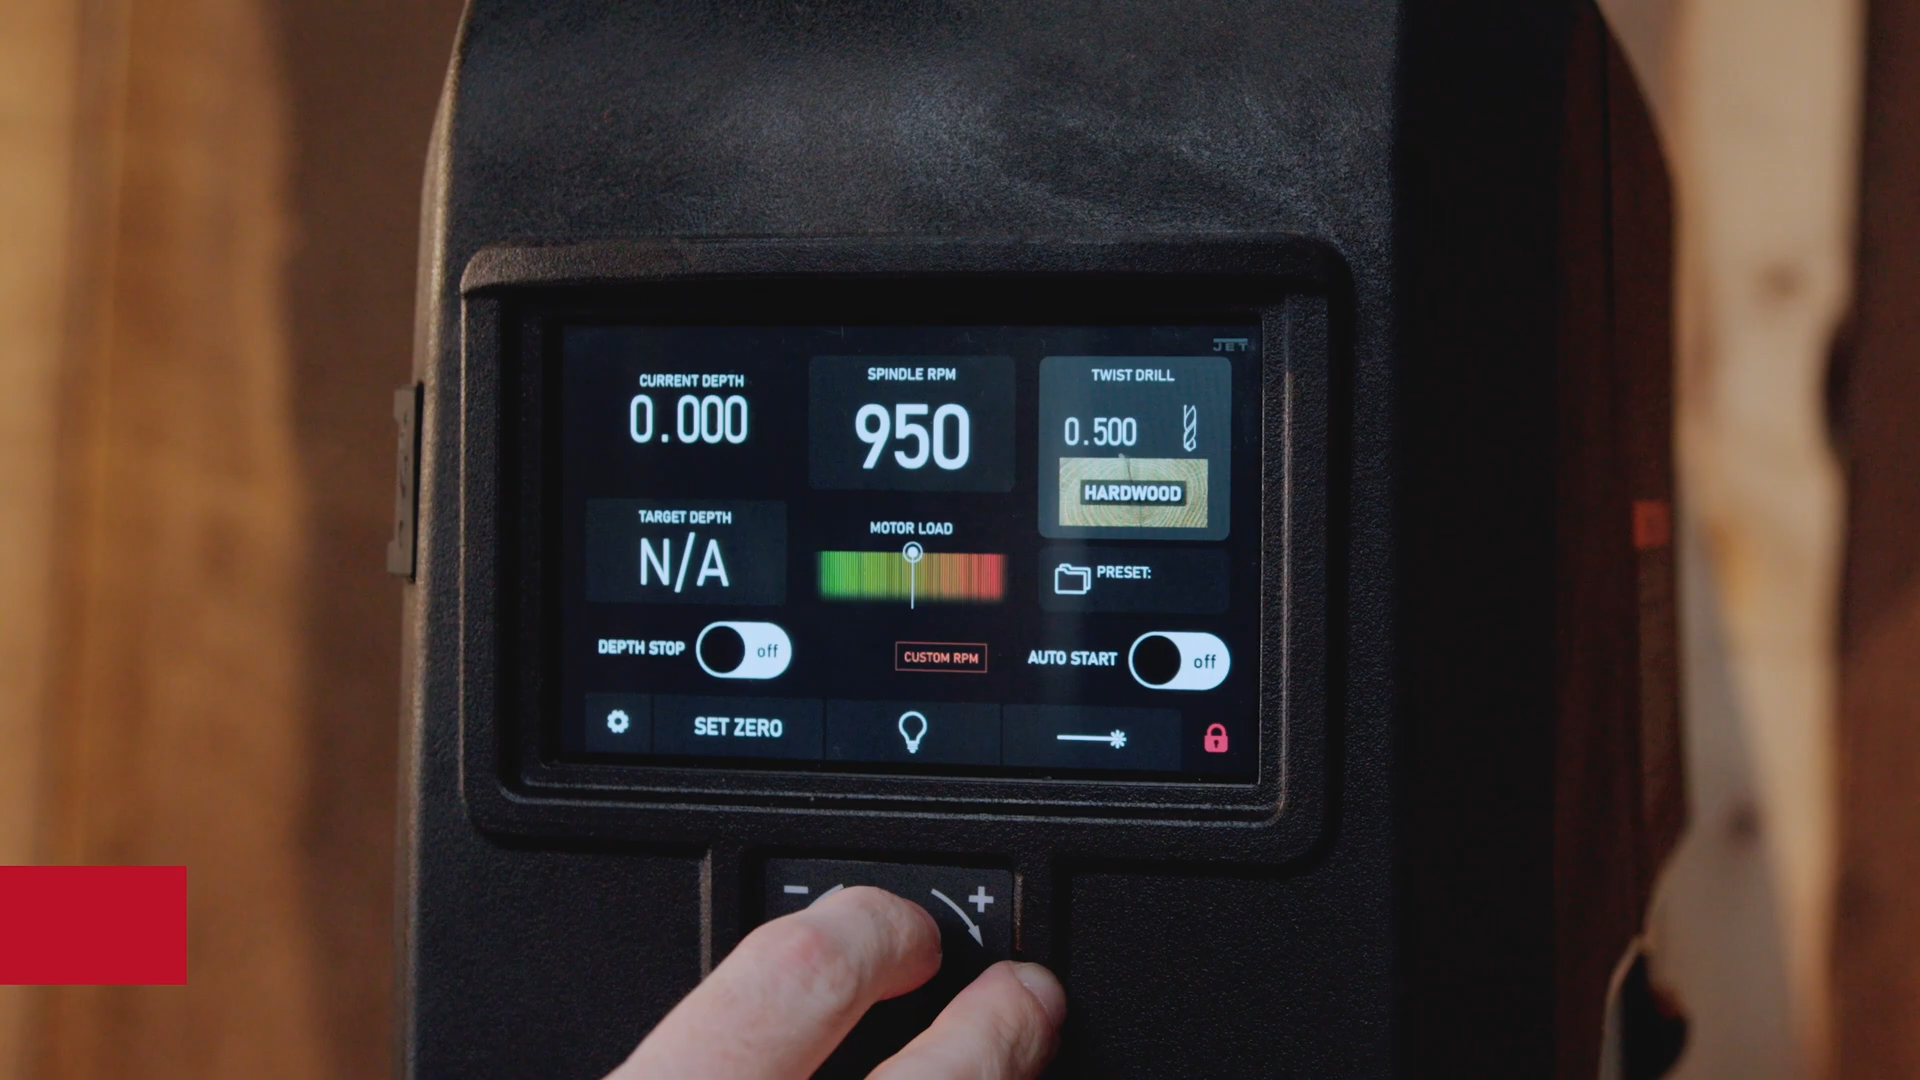 JET
CURRENT DEPTH
0.000
SPINDLE RPM
950
TWIST DRILL
0.500
HARDWOOD
TARGET DEPTH
N/A
MOTOR LOAD
PRESET:
DEPTH STOP
off
CUSTOM RPM
AUTO START
off
SET ZERO
- +